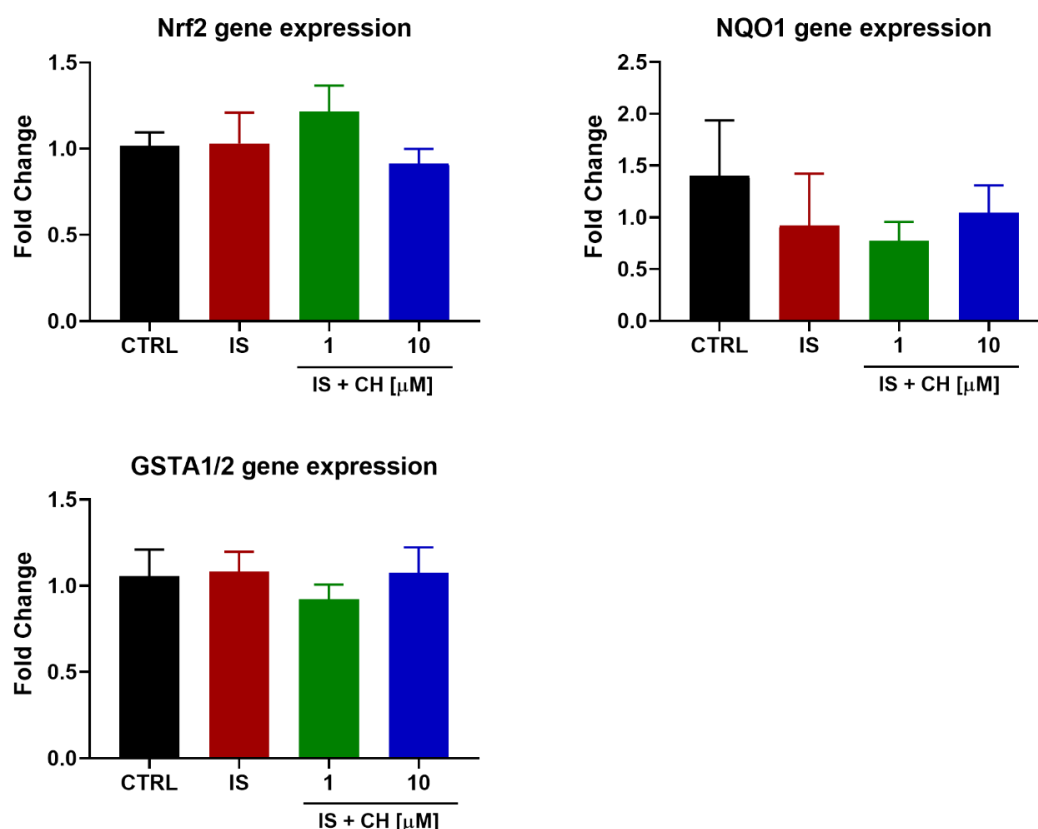 Nrf2 gene expression
Fold Change
1.5
1.0
0.5
0.0
CTRL IS 1 10
IS + CH [μM]
NQO1 gene expression
Fold Change
2.5
2.0
1.5
1.0
0.5
0.0
CTRL IS 1 10
IS + CH [μM]
GSTA1/2 gene expression
Fold Change
1.5
1.0
0.5
0.0
CTRL IS 1 10
IS + CH [μM]